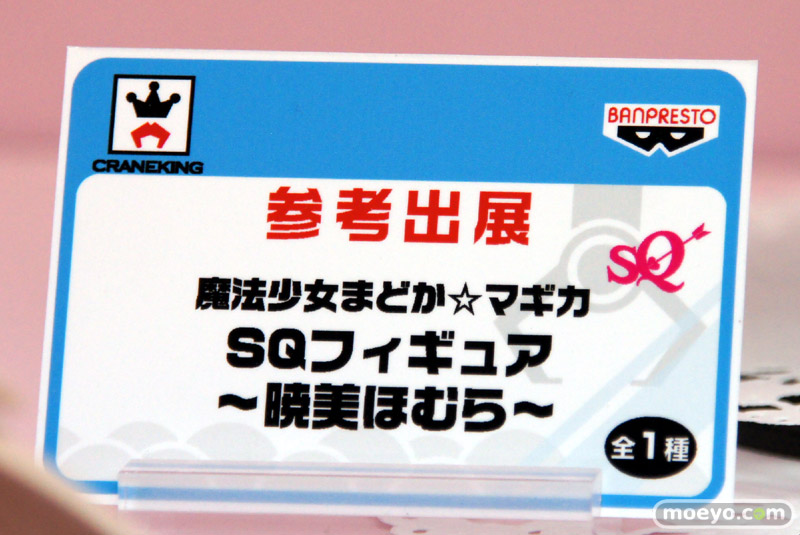 CRANEKING
BANPRESTO
参考出展
SQ
魔法少女まどか☆マギカ
SQフィギュア
～暁美ほむら～
全1種
moeyo.com